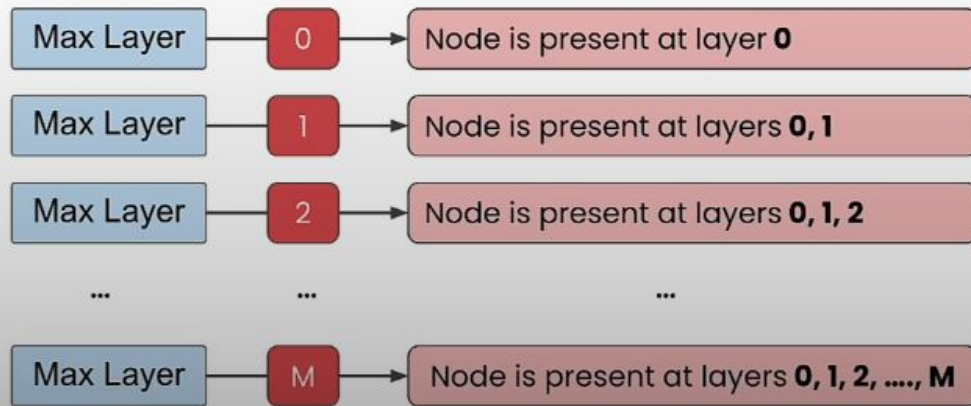 Max Layer 0 Node is present at layer 0
Max Layer 1 Node is present at layers 0, 1
Max Layer 2 Node is present at layers 0, 1, 2
... ... ...
Max Layer M Node is present at layers 0, 1, 2, ...., M